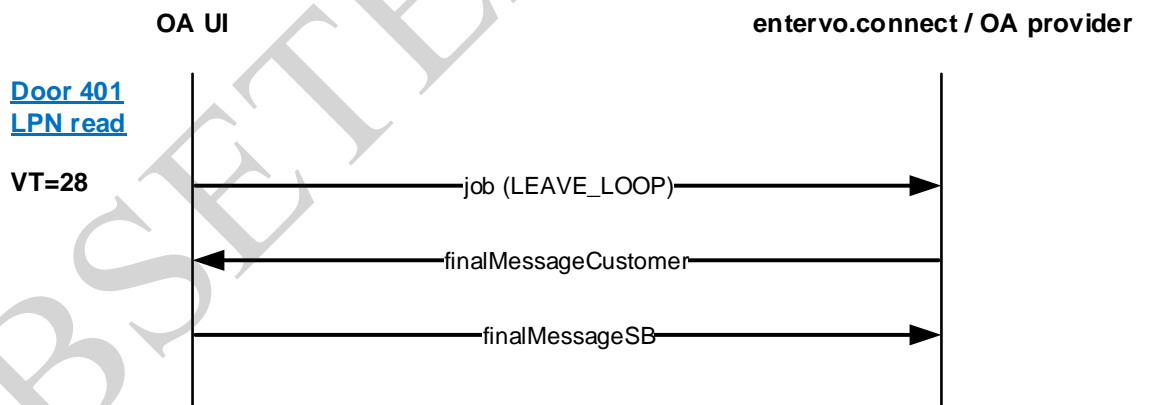 OA UI
entervo.connect / OA provider
Door 401
LPN read
VT=28
job (LEAVE_LOOP)
finalMessageCustomer
finalMessageSB